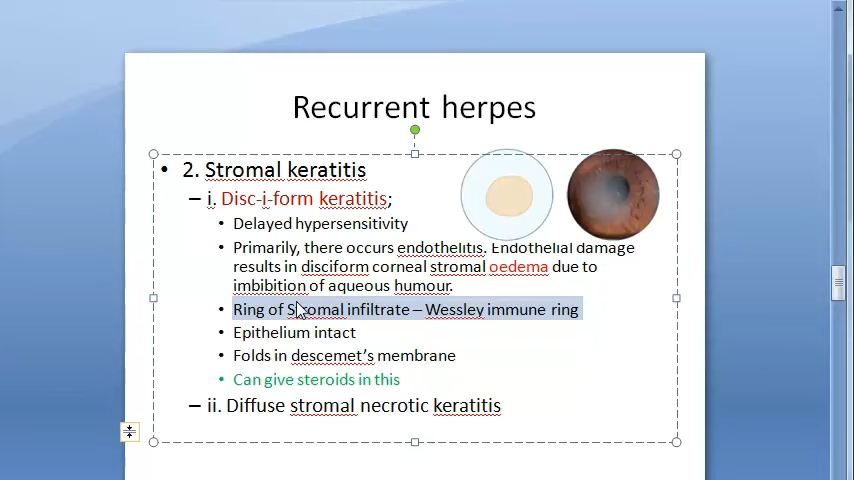 Recurrent herpes
• 2. Stromal keratitis
– i. Disc-i-form keratitis;
• Delayed hypersensitivity
• Primarily, there occurs endothelitis. Endothelial damage
results in disciform corneal stromal oedema due to
imbibition of aqueous humour.
• Ring of Stromal infiltrate – Wessley immune ring
• Epithelium intact
• Folds in descemet's membrane
• Can give steroids in this
– ii. Diffuse stromal necrotic keratitis